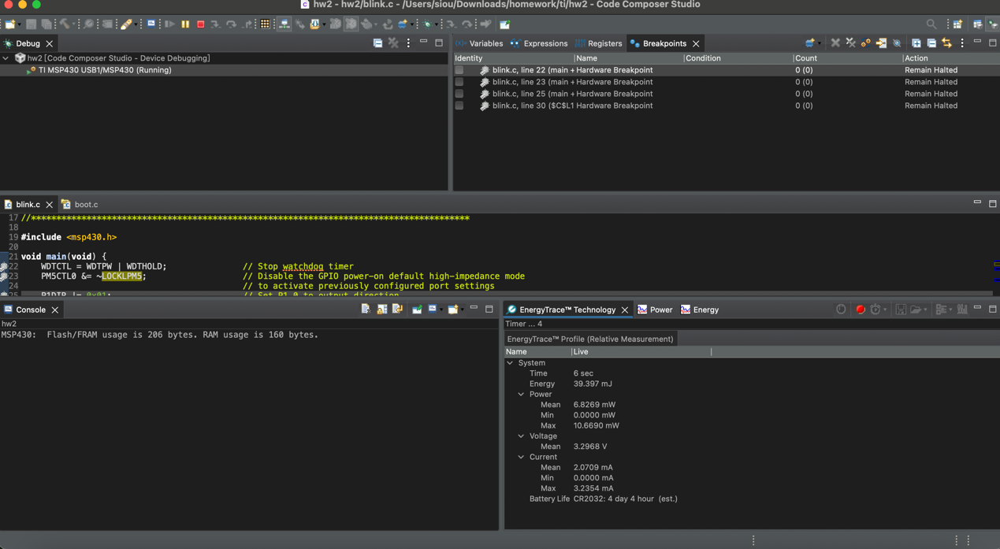 hw2 - hw2/blink.c - /Users/siou/Downloads/homework/ti/hw2 - Code Composer Studio
Debug
hw2 [Code Composer Studio - Device Debugging]
TI MSP430 USB1/MSP430 (Running)
Variables Expressions Registers Breakpoints
Identity Name Condition Count Action
blink.c, line 22 (main + Hardware Breakpoint 0 (0) Remain Halted
blink.c, line 23 (main + Hardware Breakpoint 0 (0) Remain Halted
blink.c, line 25 (main + Hardware Breakpoint 0 (0) Remain Halted
blink.c, line 30 ($C$L1 Hardware Breakpoint 0 (0) Remain Halted
blink.c boot.c
17 //**************************************************************************************
18
19 #include <msp430.h>
20
21 void main(void) {
22 WDTCTL = WDTPW | WDTHOLD; // Stop watchdog timer
23 PM5CTL0 &= ~LOCKLPM5; // Disable the GPIO power-on default high-impedance mode
24 // to activate previously configured port settings
25 P1DIR |= 0x01; // Set P1.0 to output direction
Console
hw2
MSP430: Flash/FRAM usage is 206 bytes. RAM usage is 160 bytes.
EnergyTrace™ Technology Power Energy
Timer ... 4
EnergyTrace™ Profile (Relative Measurement)
Name Live
System
Time 6 sec
Energy 39.397 mJ
Power
Mean 6.8269 mW
Min 0.0000 mW
Max 10.6690 mW
Voltage
Mean 3.2968 V
Current
Mean 2.0709 mA
Min 0.0000 mA
Max 3.2354 mA
Battery Life CR2032: 4 day 4 hour (est.)